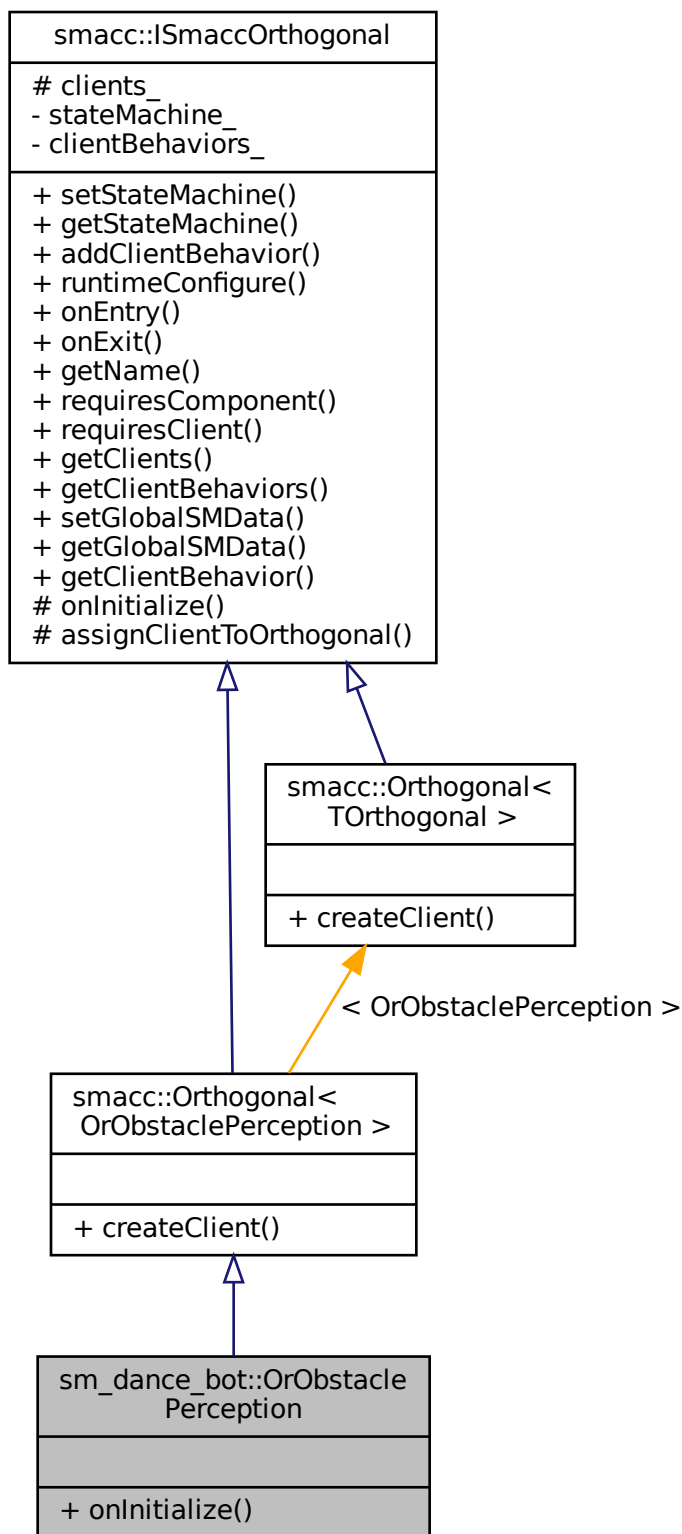 smacc::ISmaccOrthogonal
# clients_
- stateMachine_
- clientBehaviors_
+ setStateMachine()
+ getStateMachine()
+ addClientBehavior()
+ runtimeConfigure()
+ onEntry()
+ onExit()
+ getName()
+ requiresComponent()
+ requiresClient()
+ getClients()
+ getClientBehaviors()
+ setGlobalSMData()
+ getGlobalSMData()
+ getClientBehavior()
# onInitialize()
# assignClientToOrthogonal()
smacc::Orthogonal<
TOrthogonal >
+ createClient()
< OrObstaclePerception >
smacc::Orthogonal<
OrObstaclePerception >
+ createClient()
sm_dance_bot::OrObstacle
Perception
+ onInitialize()